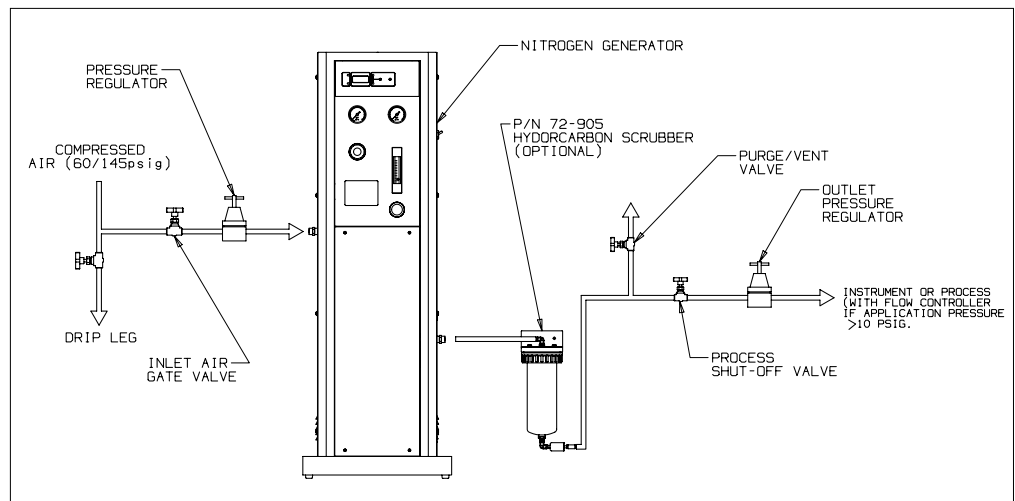 NITROGEN GENERATOR
PRESSURE
REGULATOR
COMPRESSED
AIR (60/145psig)
P/N 72-905
HYDORCARBON SCRUBBER
(OPTIONAL)
PURGE/VENT
VALVE
OUTLET
PRESSURE
REGULATOR
INSTRUMENT OR PROCESS
(WITH FLOW CONTROLLER
IF APPLICATION PRESSURE
>10 PSIG.
DRIP LEG
INLET AIR
GATE VALVE
PROCESS
SHUT-OFF VALVE